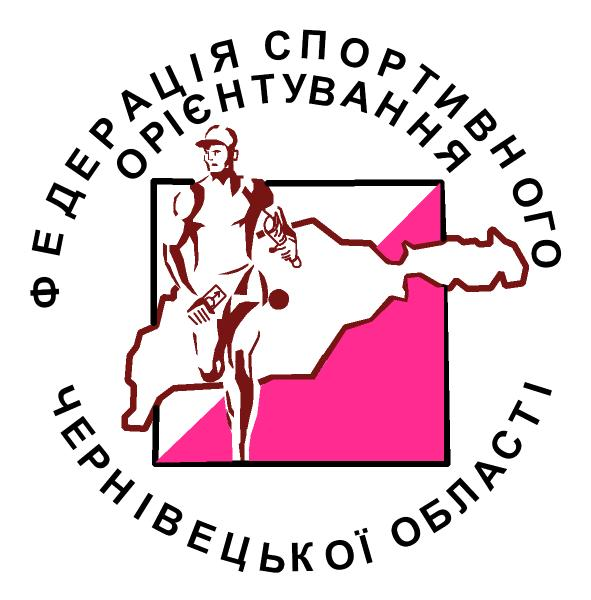 ФЕДЕРАЦІЯ СПОРТИВНОГО
ОРІЄНТУВАННЯ
ЧЕРНІВЕЦЬКОЇ ОБЛАСТІ